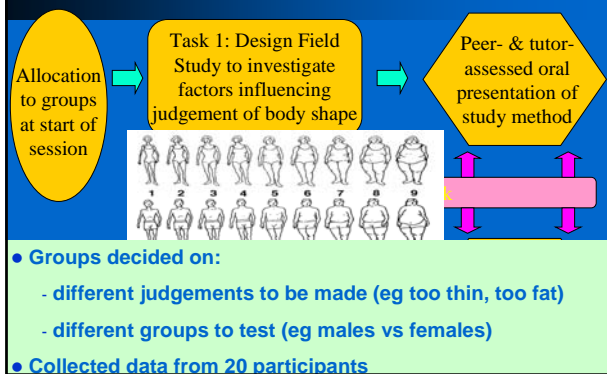 Allocation
to groups
at start of
session
Task 1: Design Field
Study to investigate
factors influencing
judgement of body shape
Peer- & tutor-
assessed oral
presentation of
study method
1 2 3 4 5 6 7 8 9
k
• Groups decided on:
- different judgements to be made (eg too thin, too fat)
- different groups to test (eg males vs females)
• Collected data from 20 participants